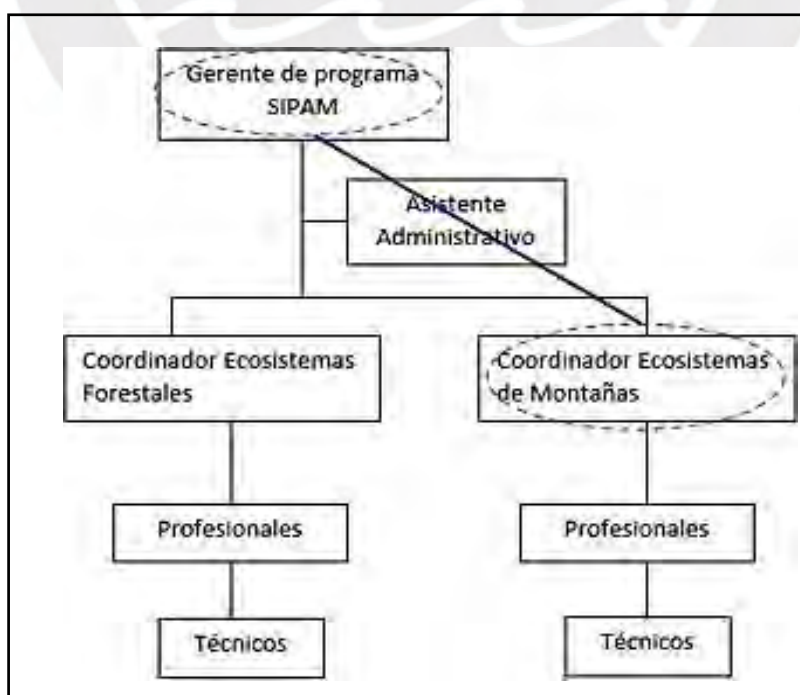 Gerente de programa
SIPAM
Asistente
Administrativo
Coordinador Ecosistemas
Forestales
Coordinador Ecosistemas
de Montañas
Profesionales
Profesionales
Técnicos
Técnicos